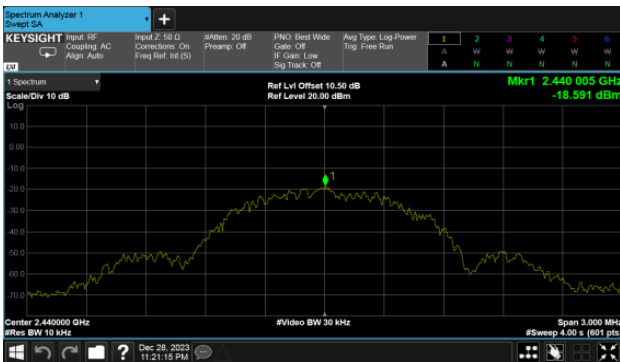 Spectrum Analyzer 1
Swept SA
+
KEYSIGHT Input: RF Input Z: 50 Ω #Atten: 20 dB PNO: Best Wide Avg Type: Log-Power 1 2 3 4 5 6
Coupling: AC Corrections: On Preamp: Off Gate: Off Trig: Free Run A W W W W W
Align: Auto Freq Ref: Int (S) IF Gain: Low A N N N N N
LXI Sig Track: Off
1 Spectrum Ref Lvl Offset 10.50 dB Mkr1 2.440 005 GHz
Scale/Div 10 dB Ref Level 20.00 dBm -18.591 dBm
Log
10.0
0.00
-10.0
1
-20.0
-30.0
-40.0
-50.0
-60.0
-70.0
Center 2.440000 GHz #Video BW 30 kHz Span 3.000 MHz
#Res BW 10 kHz #Sweep 4.00 s (601 pts)
? Dec 28, 2023
11:21:15 PM